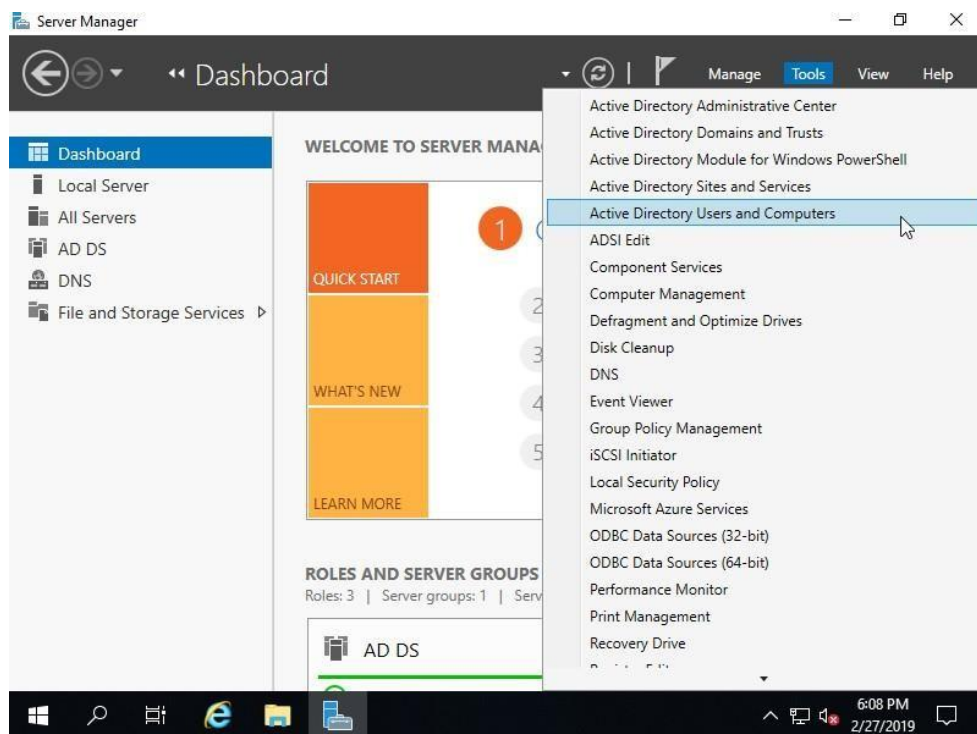 Server Manager
Dashboard
Manage Tools View Help
Dashboard
Local Server
All Servers
AD DS
DNS
File and Storage Services
WELCOME TO SERVER MANA
1
QUICK START
2
3
WHAT'S NEW
4
5
LEARN MORE
ROLES AND SERVER GROUPS
Roles: 3 | Server groups: 1 | Serv
AD DS
Active Directory Administrative Center
Active Directory Domains and Trusts
Active Directory Module for Windows PowerShell
Active Directory Sites and Services
Active Directory Users and Computers
ADSI Edit
Component Services
Computer Management
Defragment and Optimize Drives
Disk Cleanup
DNS
Event Viewer
Group Policy Management
iSCSI Initiator
Local Security Policy
Microsoft Azure Services
ODBC Data Sources (32-bit)
ODBC Data Sources (64-bit)
Performance Monitor
Print Management
Recovery Drive
6:08 PM
2/27/2019